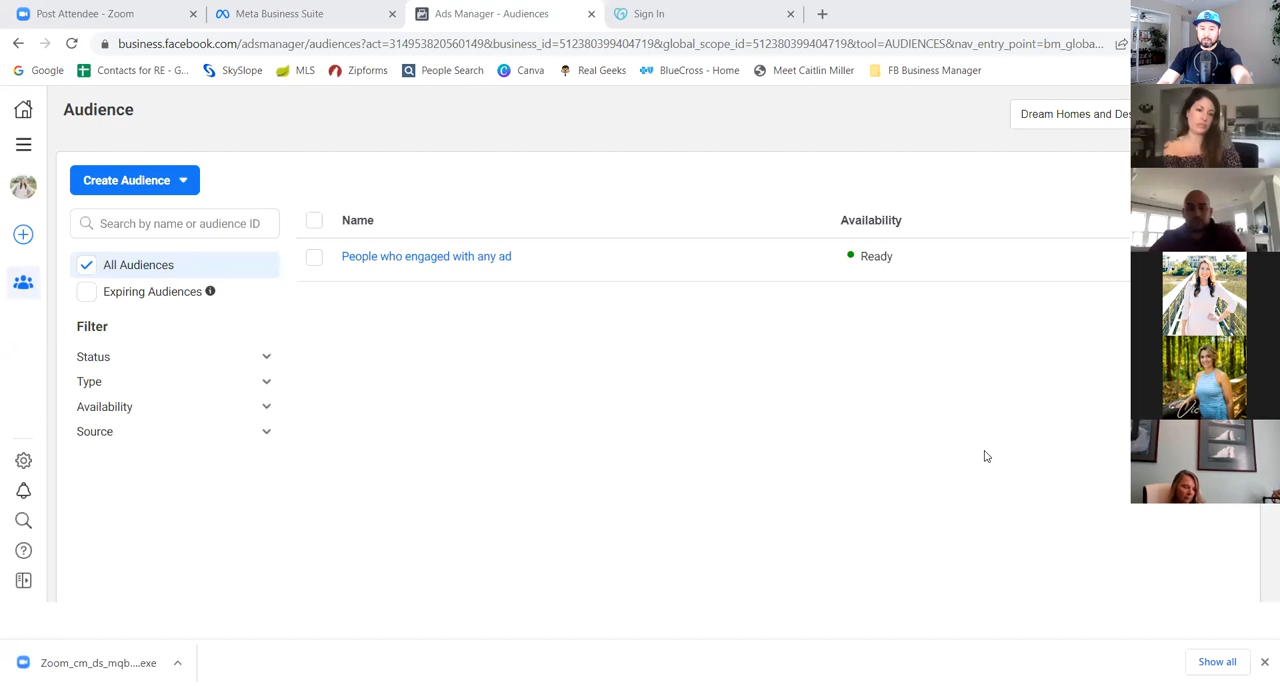 Post Attendee - Zoom
Meta Business Suite
Ads Manager - Audiences
Sign In
business.facebook.com/adsmanager/audiences?act=314953820560149&business_id=512380399404719&global_scope_id=512380399404719&tool=AUDIENCES&nav_entry_point=bm_globa...
Google
Contacts for RE - G...
SkySlope
MLS
Zipforms
People Search
Canva
Real Geeks
BlueCross - Home
Meet Caitlin Miller
FB Business Manager
Audience
Dream Homes and Des
Create Audience
Search by name or audience ID
Name
Availability
All Audiences
People who engaged with any ad
Ready
Expiring Audiences
Filter
Status
Type
Availability
Source
Vic
Zoom_cm_ds_mqb....exe
Show all